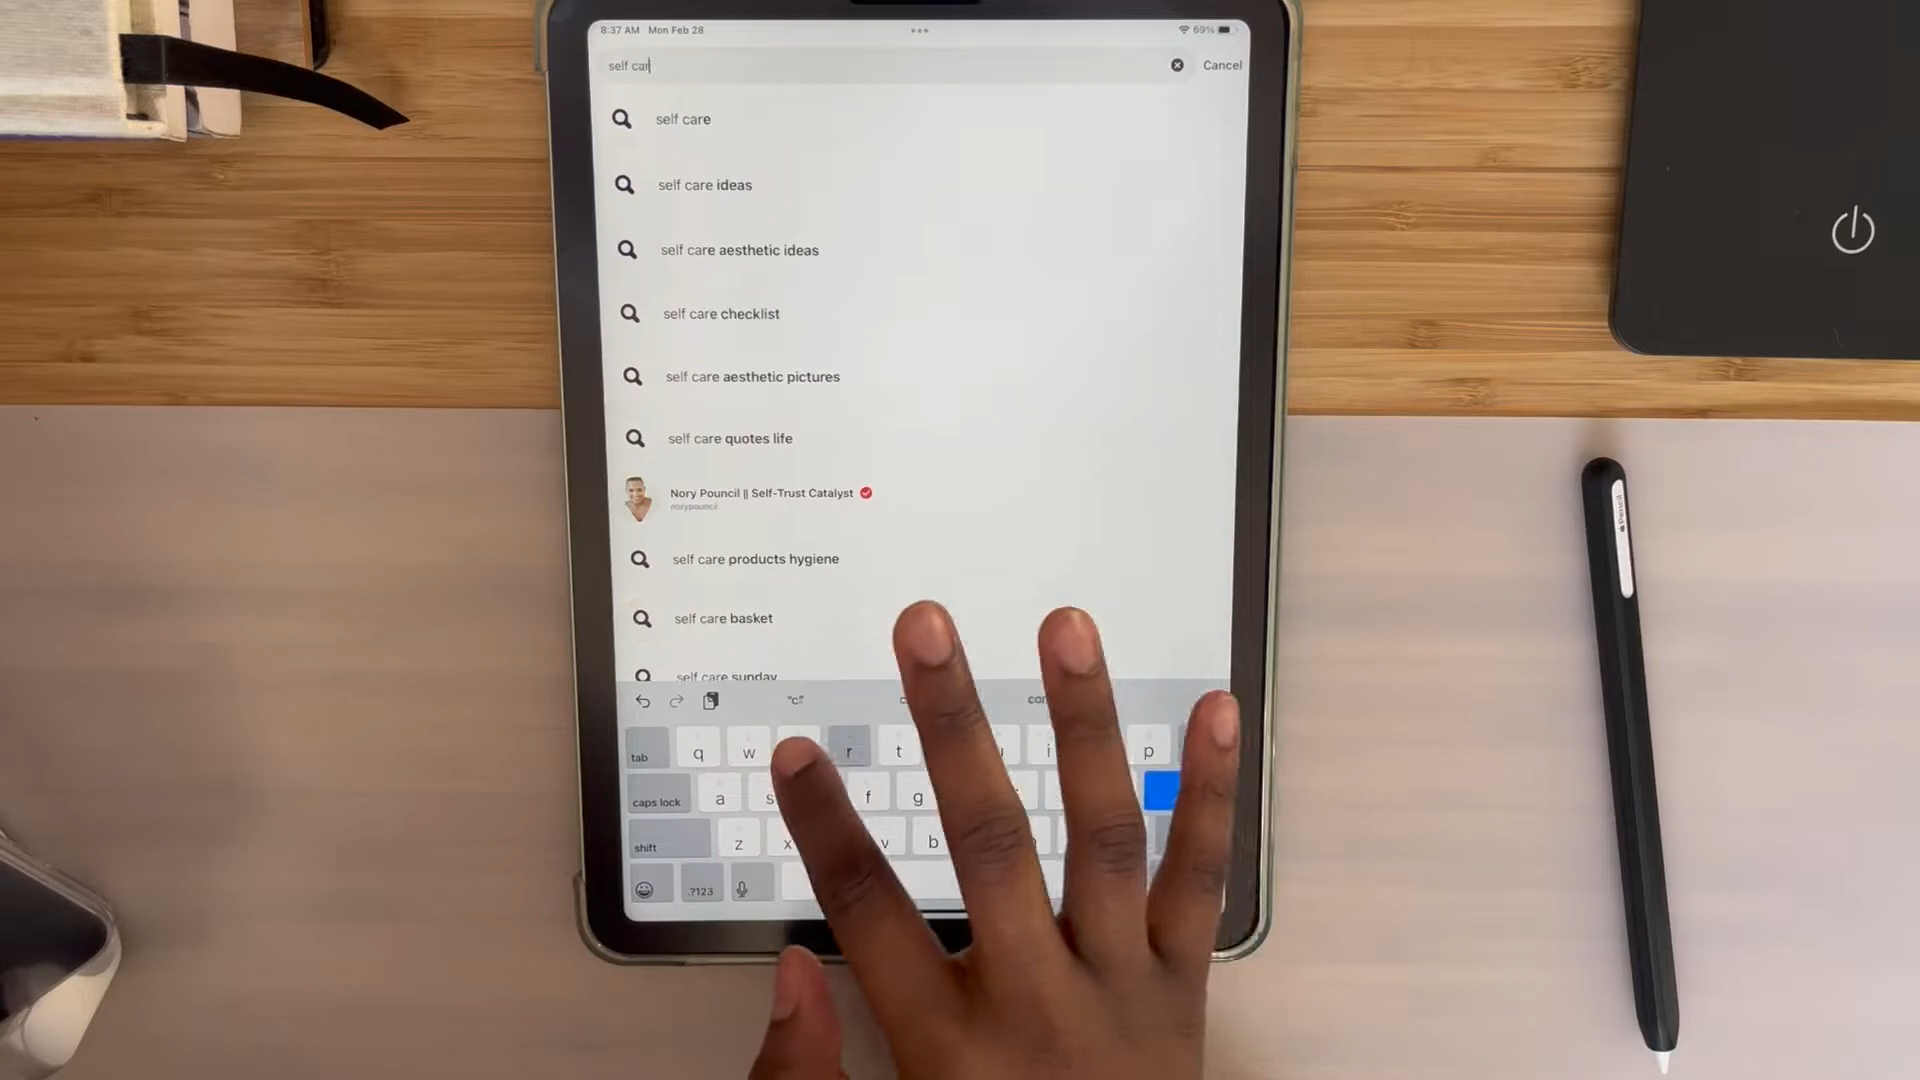 8:37 AM Mon Feb 28
69%
self car
Cancel
self care
self care ideas
self care aesthetic ideas
self care checklist
self care aesthetic pictures
self care quotes life
Nory Pouncil || Self-Trust Catalyst
norypouncil
self care products hygiene
self care basket
self care sunday
tab q w r t i p
caps lock a s f g
shift z x v b
.?123
Pencil